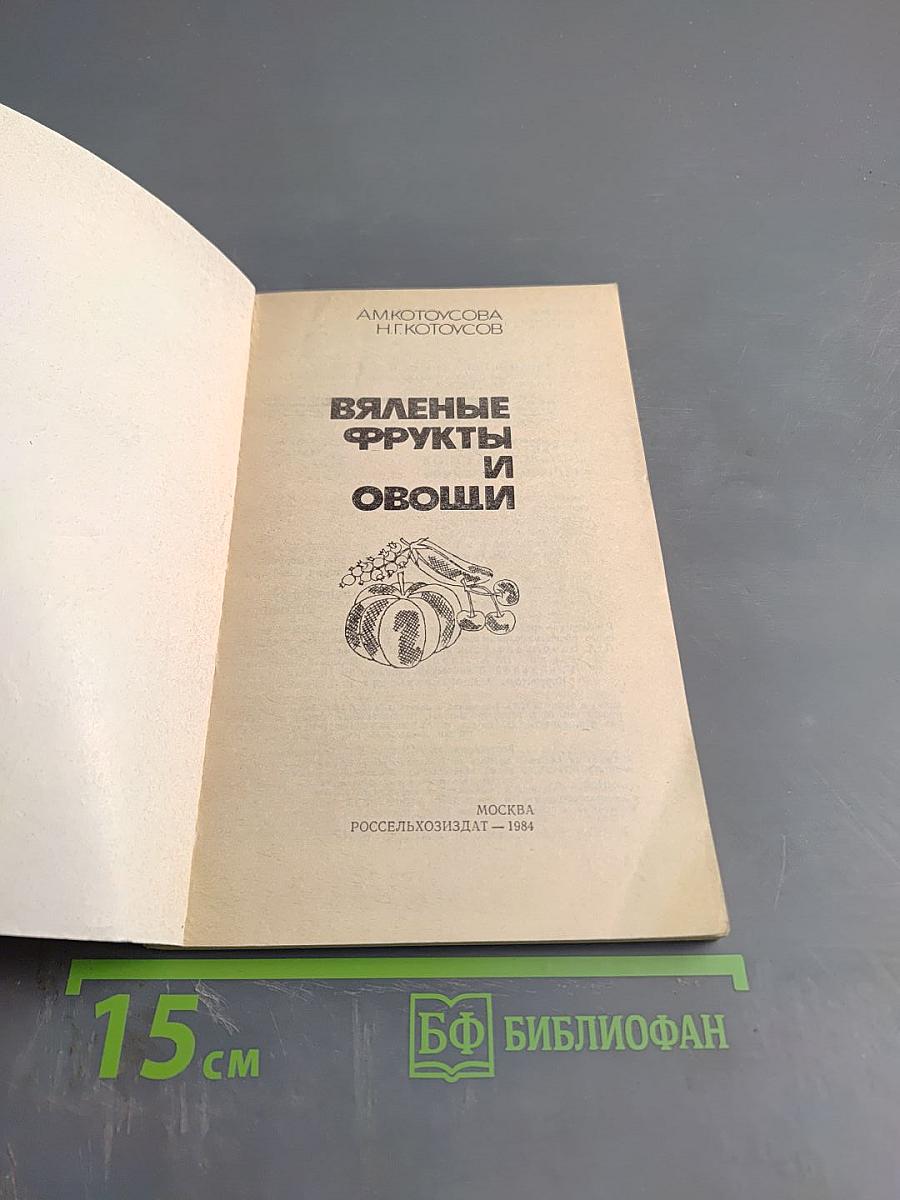 А.М.КОТОУСОВА
Н.Г.КОТОУСОВ
ВЯЛЕНЫЕ
ФРУКТЫ
И
ОВОЩИ
МОСКВА
РОССЕЛЬХОЗИЗДАТ — 1984
15 см
БФ БИБЛИОФАН